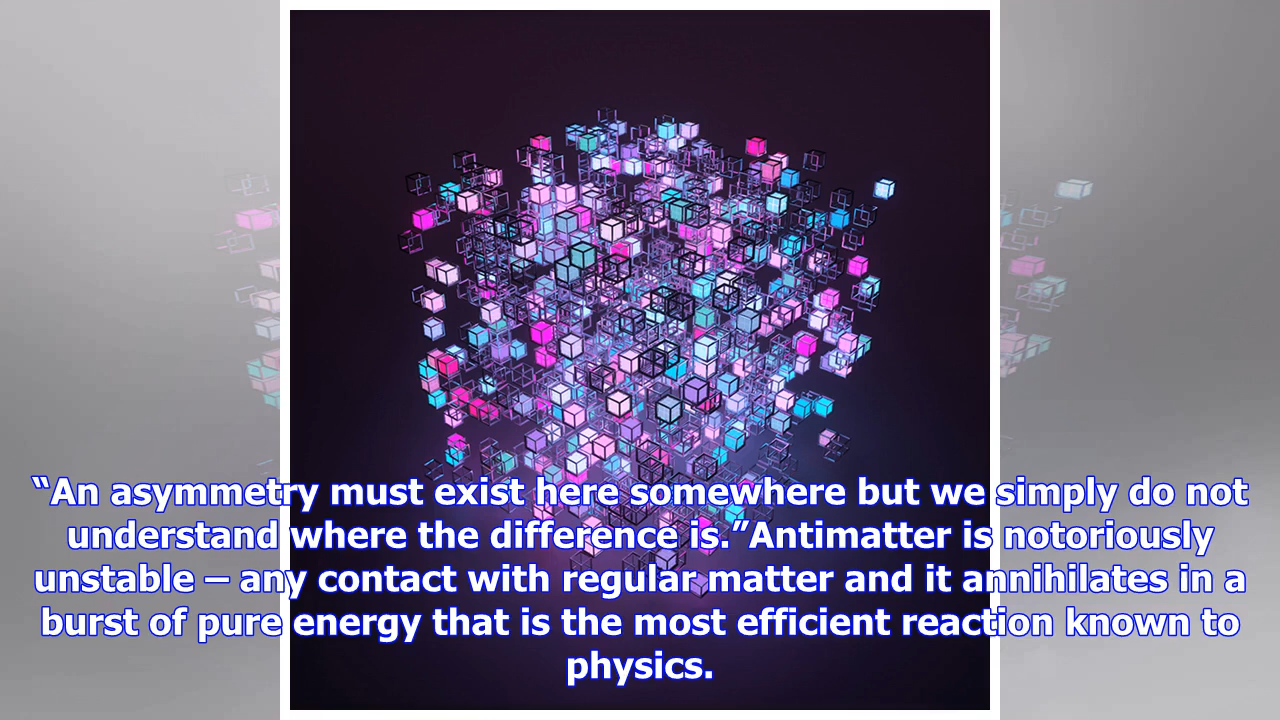 “An asymmetry must exist here somewhere but we simply do not
understand where the difference is.”Antimatter is notoriously
unstable – any contact with regular matter and it annihilates in a
burst of pure energy that is the most efficient reaction known to
physics.